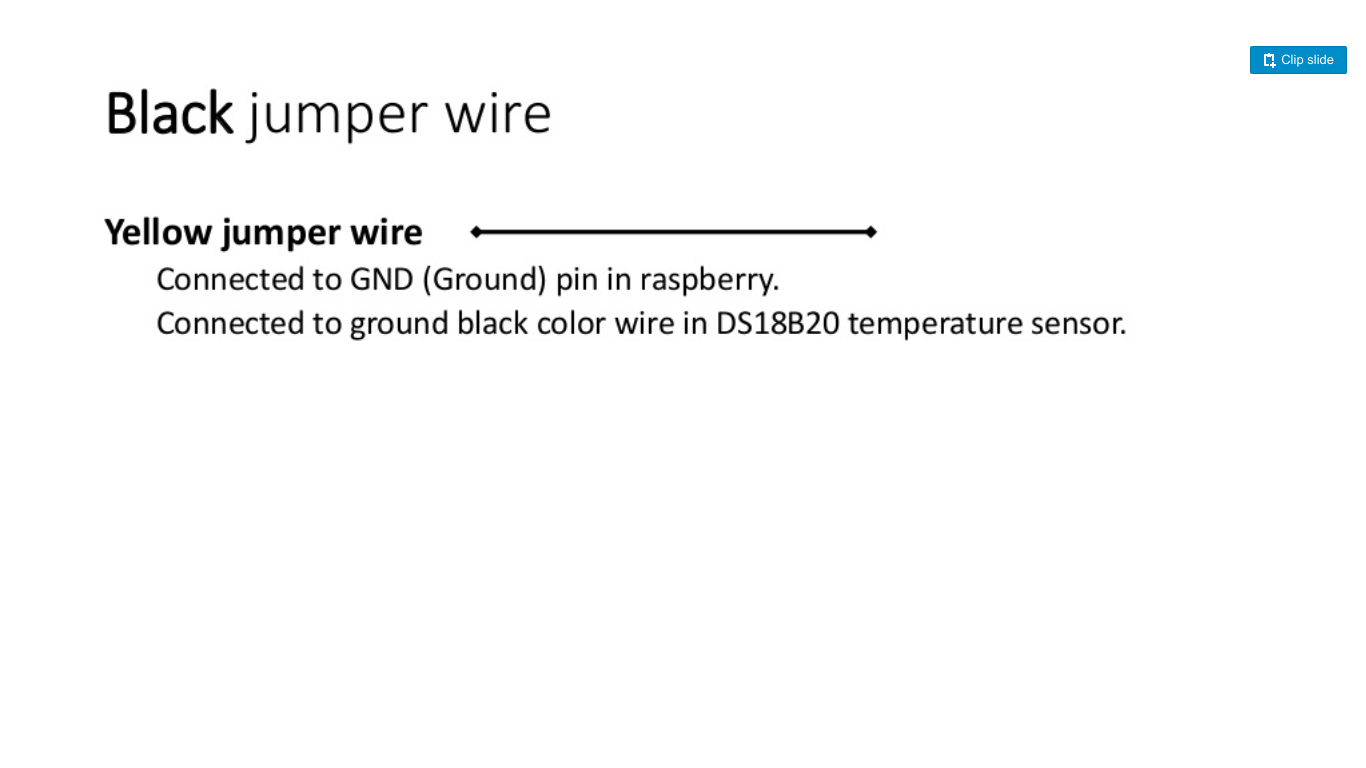 Clip slide
Black jumper wire
Yellow jumper wire
Connected to GND (Ground) pin in raspberry.
Connected to ground black color wire in DS18B20 temperature sensor.